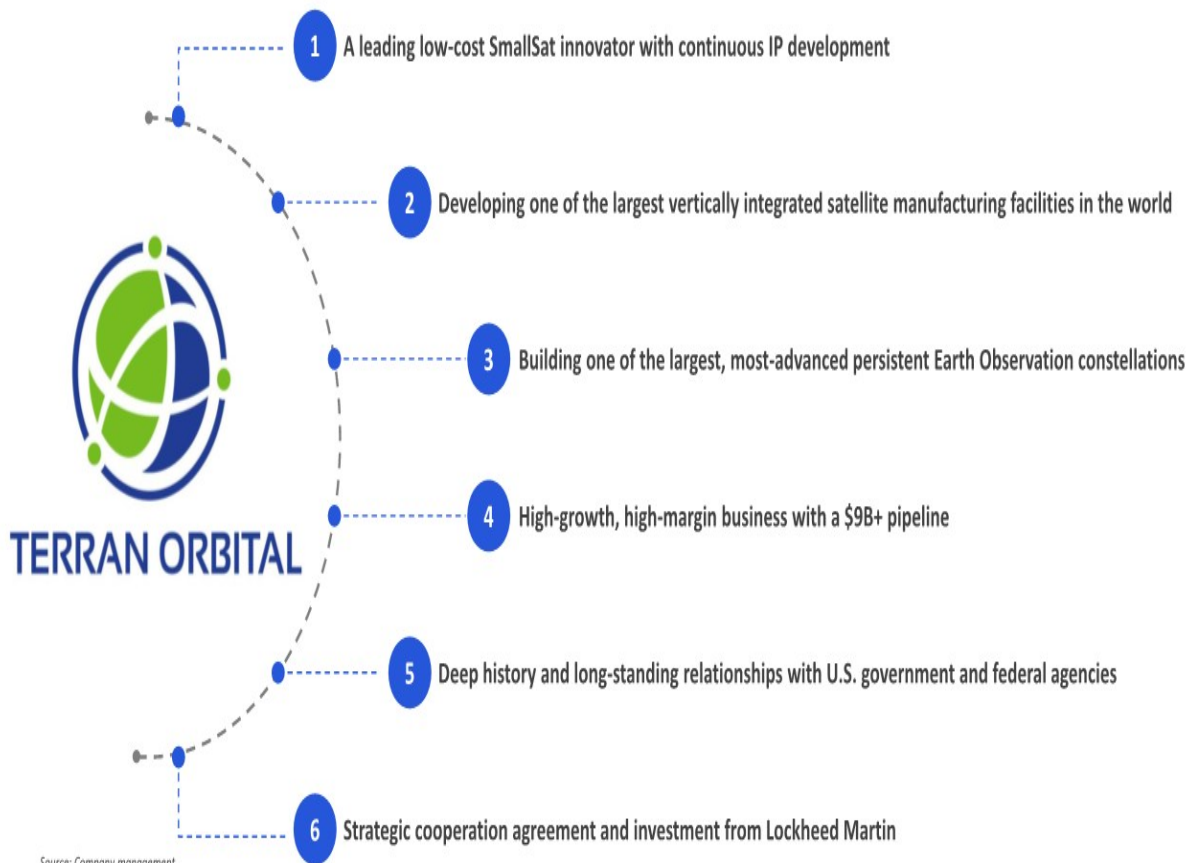 1 A leading low-cost SmallSat innovator with continuous IP development
2 Developing one of the largest vertically integrated satellite manufacturing facilities in the world
3 Building one of the largest, most-advanced persistent Earth Observation constellations
4 High-growth, high-margin business with a $9B+ pipeline
TERRAN ORBITAL
5 Deep history and long-standing relationships with U.S. government and federal agencies
6 Strategic cooperation agreement and investment from Lockheed Martin
Source: Company management